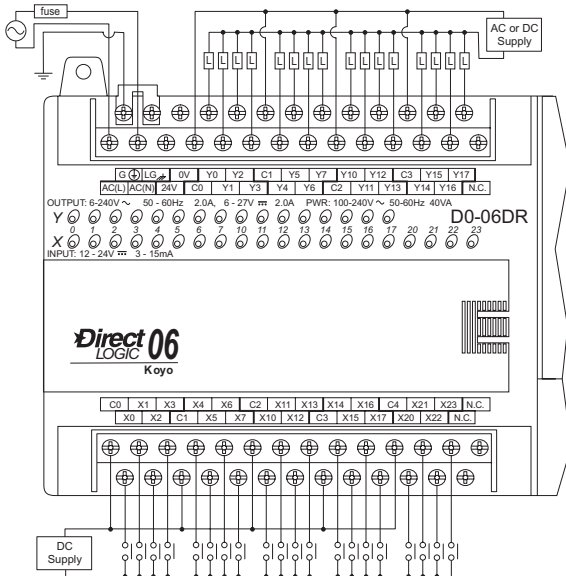 fuse
AC or DC
Supply
L L L L L L L L L L L L
G LG 0V Y0 Y2 C1 Y5 Y7 Y10 Y12 C3 Y15 Y17
AC(L) AC(N) 24V C0 Y1 Y3 Y4 Y6 C2 Y11 Y13 Y14 Y16 N.C.
OUTPUT: 6-240V ~ 50 - 60Hz 2.0A, 6 - 27V ⎓ 2.0A PWR: 100-240V ~ 50-60Hz 40VA
Y D0-06DR
0 1 2 3 4 5 6 7 10 11 12 13 14 15 16 17 20 21 22 23
X
INPUT: 12 - 24V ⎓ 3 - 15mA
Direct
LOGIC 06
Koyo
C0 X1 X3 X4 X6 C2 X11 X13 X14 X16 C4 X21 X23 N.C.
X0 X2 C1 X5 X7 X10 X12 C3 X15 X17 X20 X22 N.C.
DC
Supply